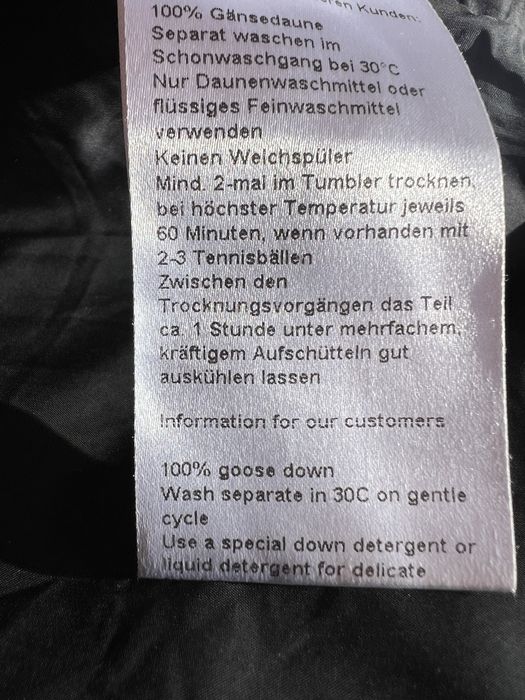 eren Kunden:
100% Gänsedaune
Separat waschen im
Schonwaschgang bei 30°C
Nur Daunenwaschmittel oder
flüssiges Feinwaschmittel
verwenden
Keinen Weichspüler
Mind. 2-mal im Tumbler trocknen,
bei höchster Temperatur jeweils
60 Minuten, wenn vorhanden mit
2-3 Tennisbällen
Zwischen den
Trocknungsvorgängen das Teil
ca. 1 Stunde unter mehrfachem,
kräftigem Aufschütteln gut
auskühlen lassen
Information for our customers
100% goose down
Wash separate in 30C on gentle
cycle
Use a special down detergent or
liquid detergent for delicate